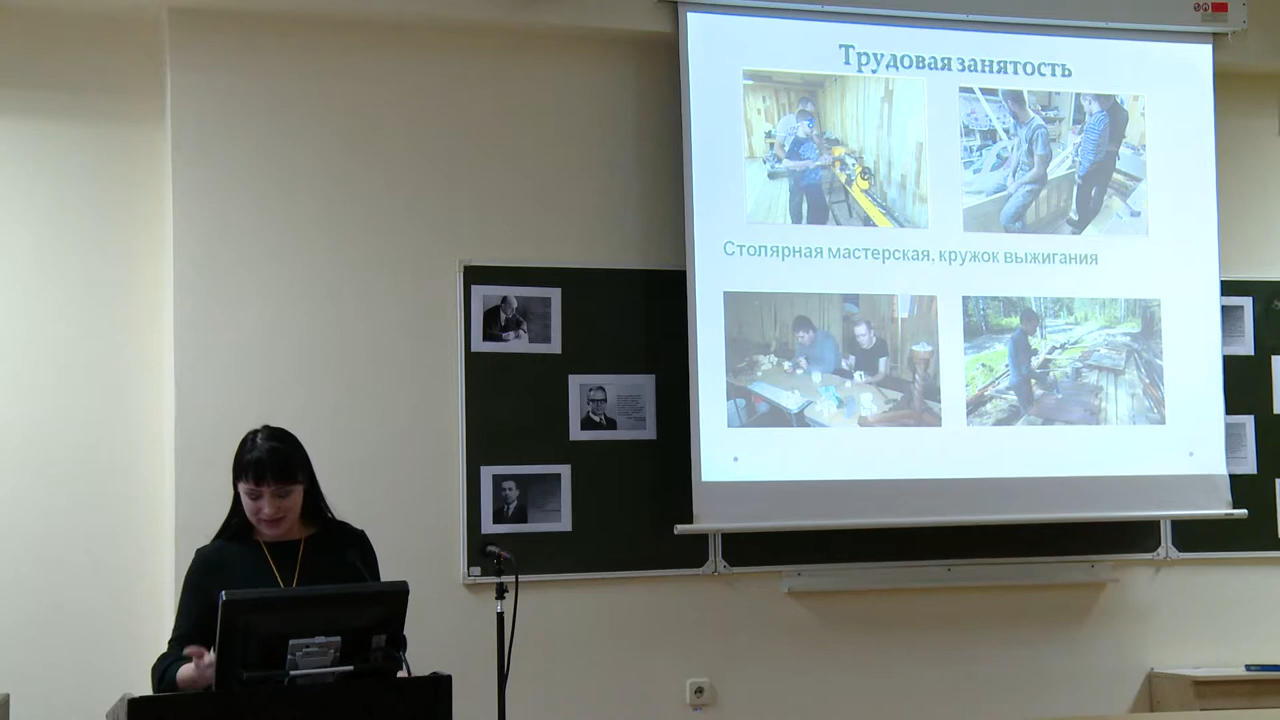 Трудовая занятость
Столярная мастерская, кружок выжигания